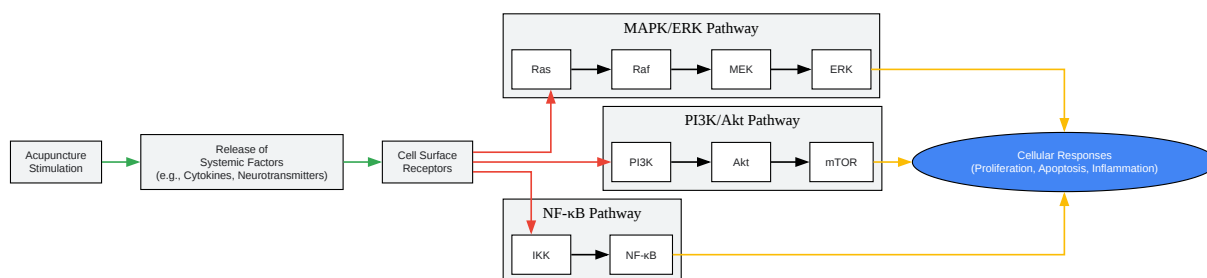 MAPK/ERK Pathway
Ras
Raf
MEK
ERK
PI3K/Akt Pathway
Acupuncture
Stimulation
Release of
Systemic Factors
(e.g., Cytokines, Neurotransmitters)
Cell Surface
Receptors
PI3K
Akt
mTOR
Cellular Responses
(Proliferation, Apoptosis, Inflammation)
NF-κB Pathway
IKK
NF-κB